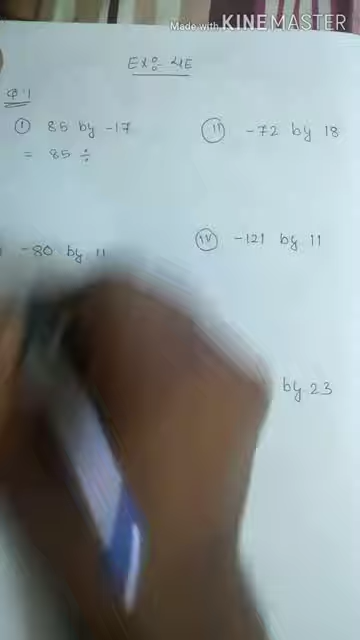 Made with KINEMASTER
Ex:- 4E
Q.1
(i) 85 by -17
= 85 ÷
(ii) -72 by 18
-80 by 11
(iv) -121 by 11
by 23